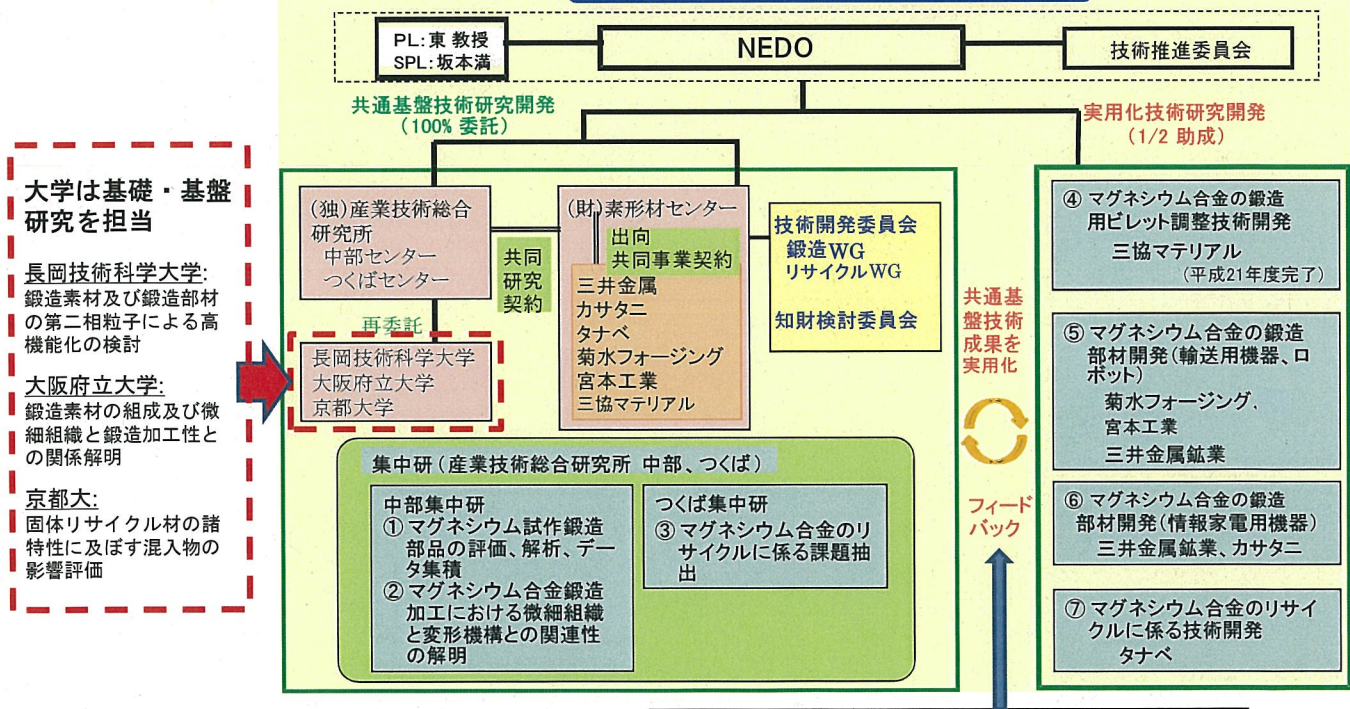 PL:東 教授
SPL:坂本満
NEDO
技術推進委員会
共通基盤技術研究開発
(100% 委託)
実用化技術研究開発
(1/2 助成)
大学は基礎・基盤
研究を担当
長岡技術科学大学:
鍛造素材及び鍛造部材
の第二相粒子による高
機能化の検討
大阪府立大学:
鍛造素材の組成及び微
細組織と鍛造加工性と
の関係解明
京都大:
固体リサイクル材の諸
特性に及ぼす混入物の
影響評価
(独)産業技術総合
研究所
中部センター
つくばセンター
共同
研究
契約
再委託
長岡技術科学大学
大阪府立大学
京都大学
(財)素形材センター
出向
共同事業契約
三井金属
カサタニ
タナベ
菊水フォージング
宮本工業
三協マテリアル
技術開発委員会
鍛造WG
リサイクルWG
知財検討委員会
集中研(産業技術総合研究所 中部、つくば)
中部集中研
① マグネシウム試作鍛造
部品の評価、解析、デー
タ集積
② マグネシウム合金鍛造
加工における微細組織
と変形機構との関連性
の解明
つくば集中研
③ マグネシウム合金のリ
サイクルに係る課題抽
出
共通基
盤技術
成果を
実用化
フィード
バック
④ マグネシウム合金の鍛造
用ビレット調整技術開発
三協マテリアル
(平成21年度完了)
⑤ マグネシウム合金の鍛造
部材開発(輸送用機器、ロ
ボット)
菊水フォージング、
宮本工業
三井金属鉱業
⑥ マグネシウム合金の鍛造
部材開発(情報家電用機器)
三井金属鉱業、カサタニ
⑦ マグネシウム合金のリサイ
クルに係る技術開発
タナベ